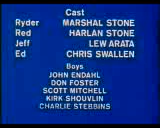 Cast
Ryder MARSHAL STONE
Red HARLAN STONE
Jeff LEW ARATA
Ed CHRIS SWALLEN
Boys
JOHN ENDAHL
DON FOSTER
SCOTT MITCHELL
KIRK SHOUVLIN
CHARLIE STEBBINS